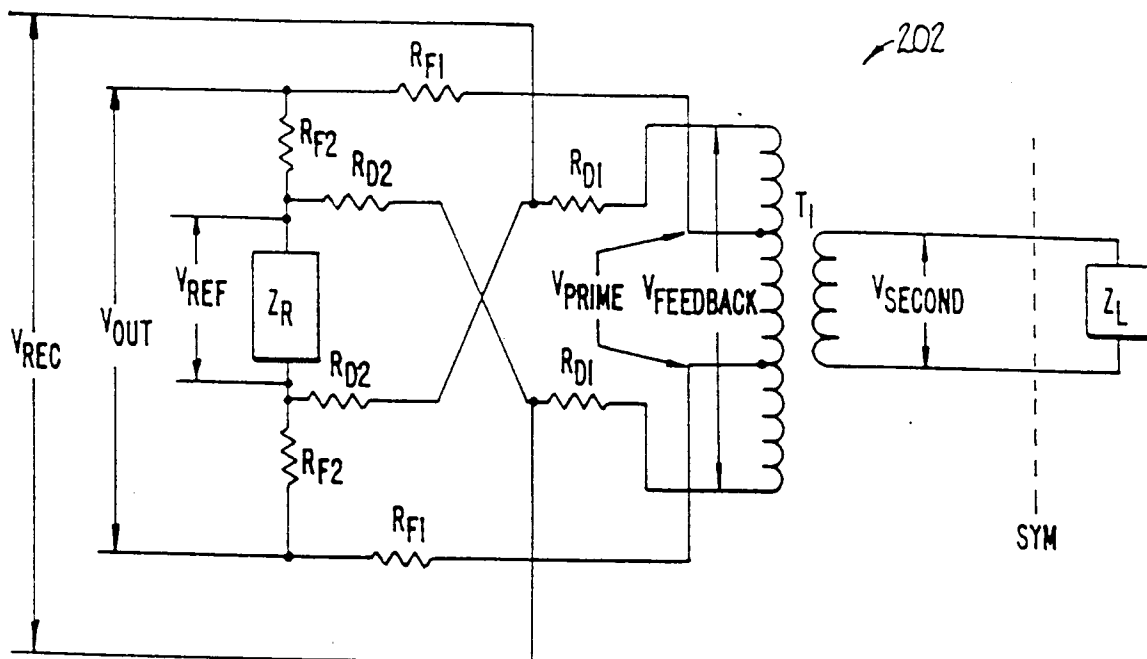 202
R_F1
R_F2
R_D2
R_D1
T_1
V_REF
Z_R
V_PRIME
V_FEEDBACK
V_SECOND
Z_L
V_OUT
V_REC
R_D2
R_D1
R_F2
R_F1
SYM